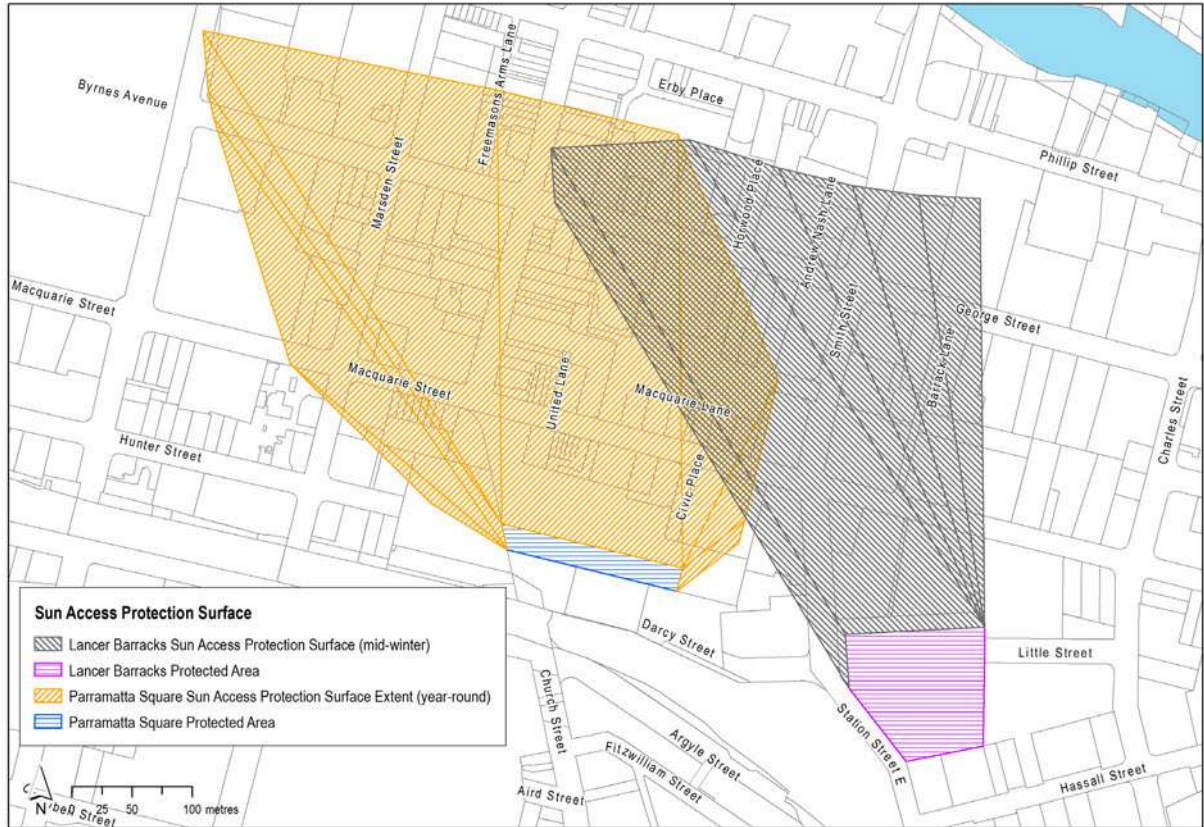 Byrnes Avenue
Freemasons Arms Lane
Erby Place
Phillip Street
Marsden Street
Horwood Place
Andrew Nash Lane
Macquarie Street
George Street
Smith Street
Barrack Lane
Macquarie Street
United Lane
Macquarie Lane
Charles Street
Hunter Street
Civic Place
Sun Access Protection Surface
Lancer Barracks Sun Access Protection Surface (mid-winter)
Lancer Barracks Protected Area
Parramatta Square Sun Access Protection Surface Extent (year-round)
Parramatta Square Protected Area
Darcy Street
Little Street
Church Street
Station Street E
Argyle Street
Fitzwilliam Street
Hassall Street
Aird Street
N
0 25 50 100 metres
Street